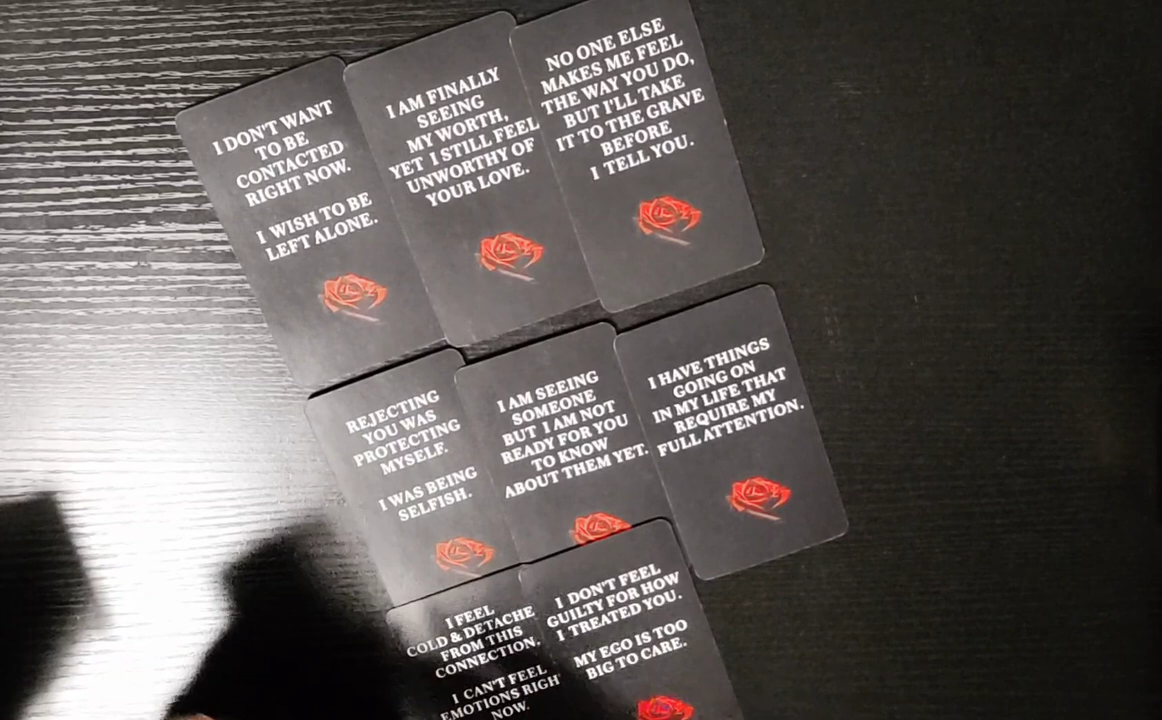 I DON'T WANT
TO BE
CONTACTED
RIGHT NOW.
I WISH TO BE
LEFT ALONE.
I AM FINALLY
SEEING
MY WORTH,
YET I STILL FEEL
UNWORTHY OF
YOUR LOVE.
NO ONE ELSE
MAKES ME FEEL
THE WAY YOU DO,
BUT I'LL TAKE
IT TO THE GRAVE
BEFORE
I TELL YOU.
REJECTING
YOU WAS
PROTECTING
MYSELF.
I WAS BEING
SELFISH.
I AM SEEING
SOMEONE
BUT I AM NOT
READY FOR YOU
TO KNOW
ABOUT THEM YET.
I HAVE THINGS
GOING ON
IN MY LIFE THAT
REQUIRE MY
FULL ATTENTION.
I FEEL
COLD & DETACHE
FROM THIS
CONNECTION.
I CAN'T FEEL
EMOTIONS RIGH
NOW.
I DON'T FEEL
GUILTY FOR HOW
I TREATED YOU.
MY EGO IS TOO
BIG TO CARE.